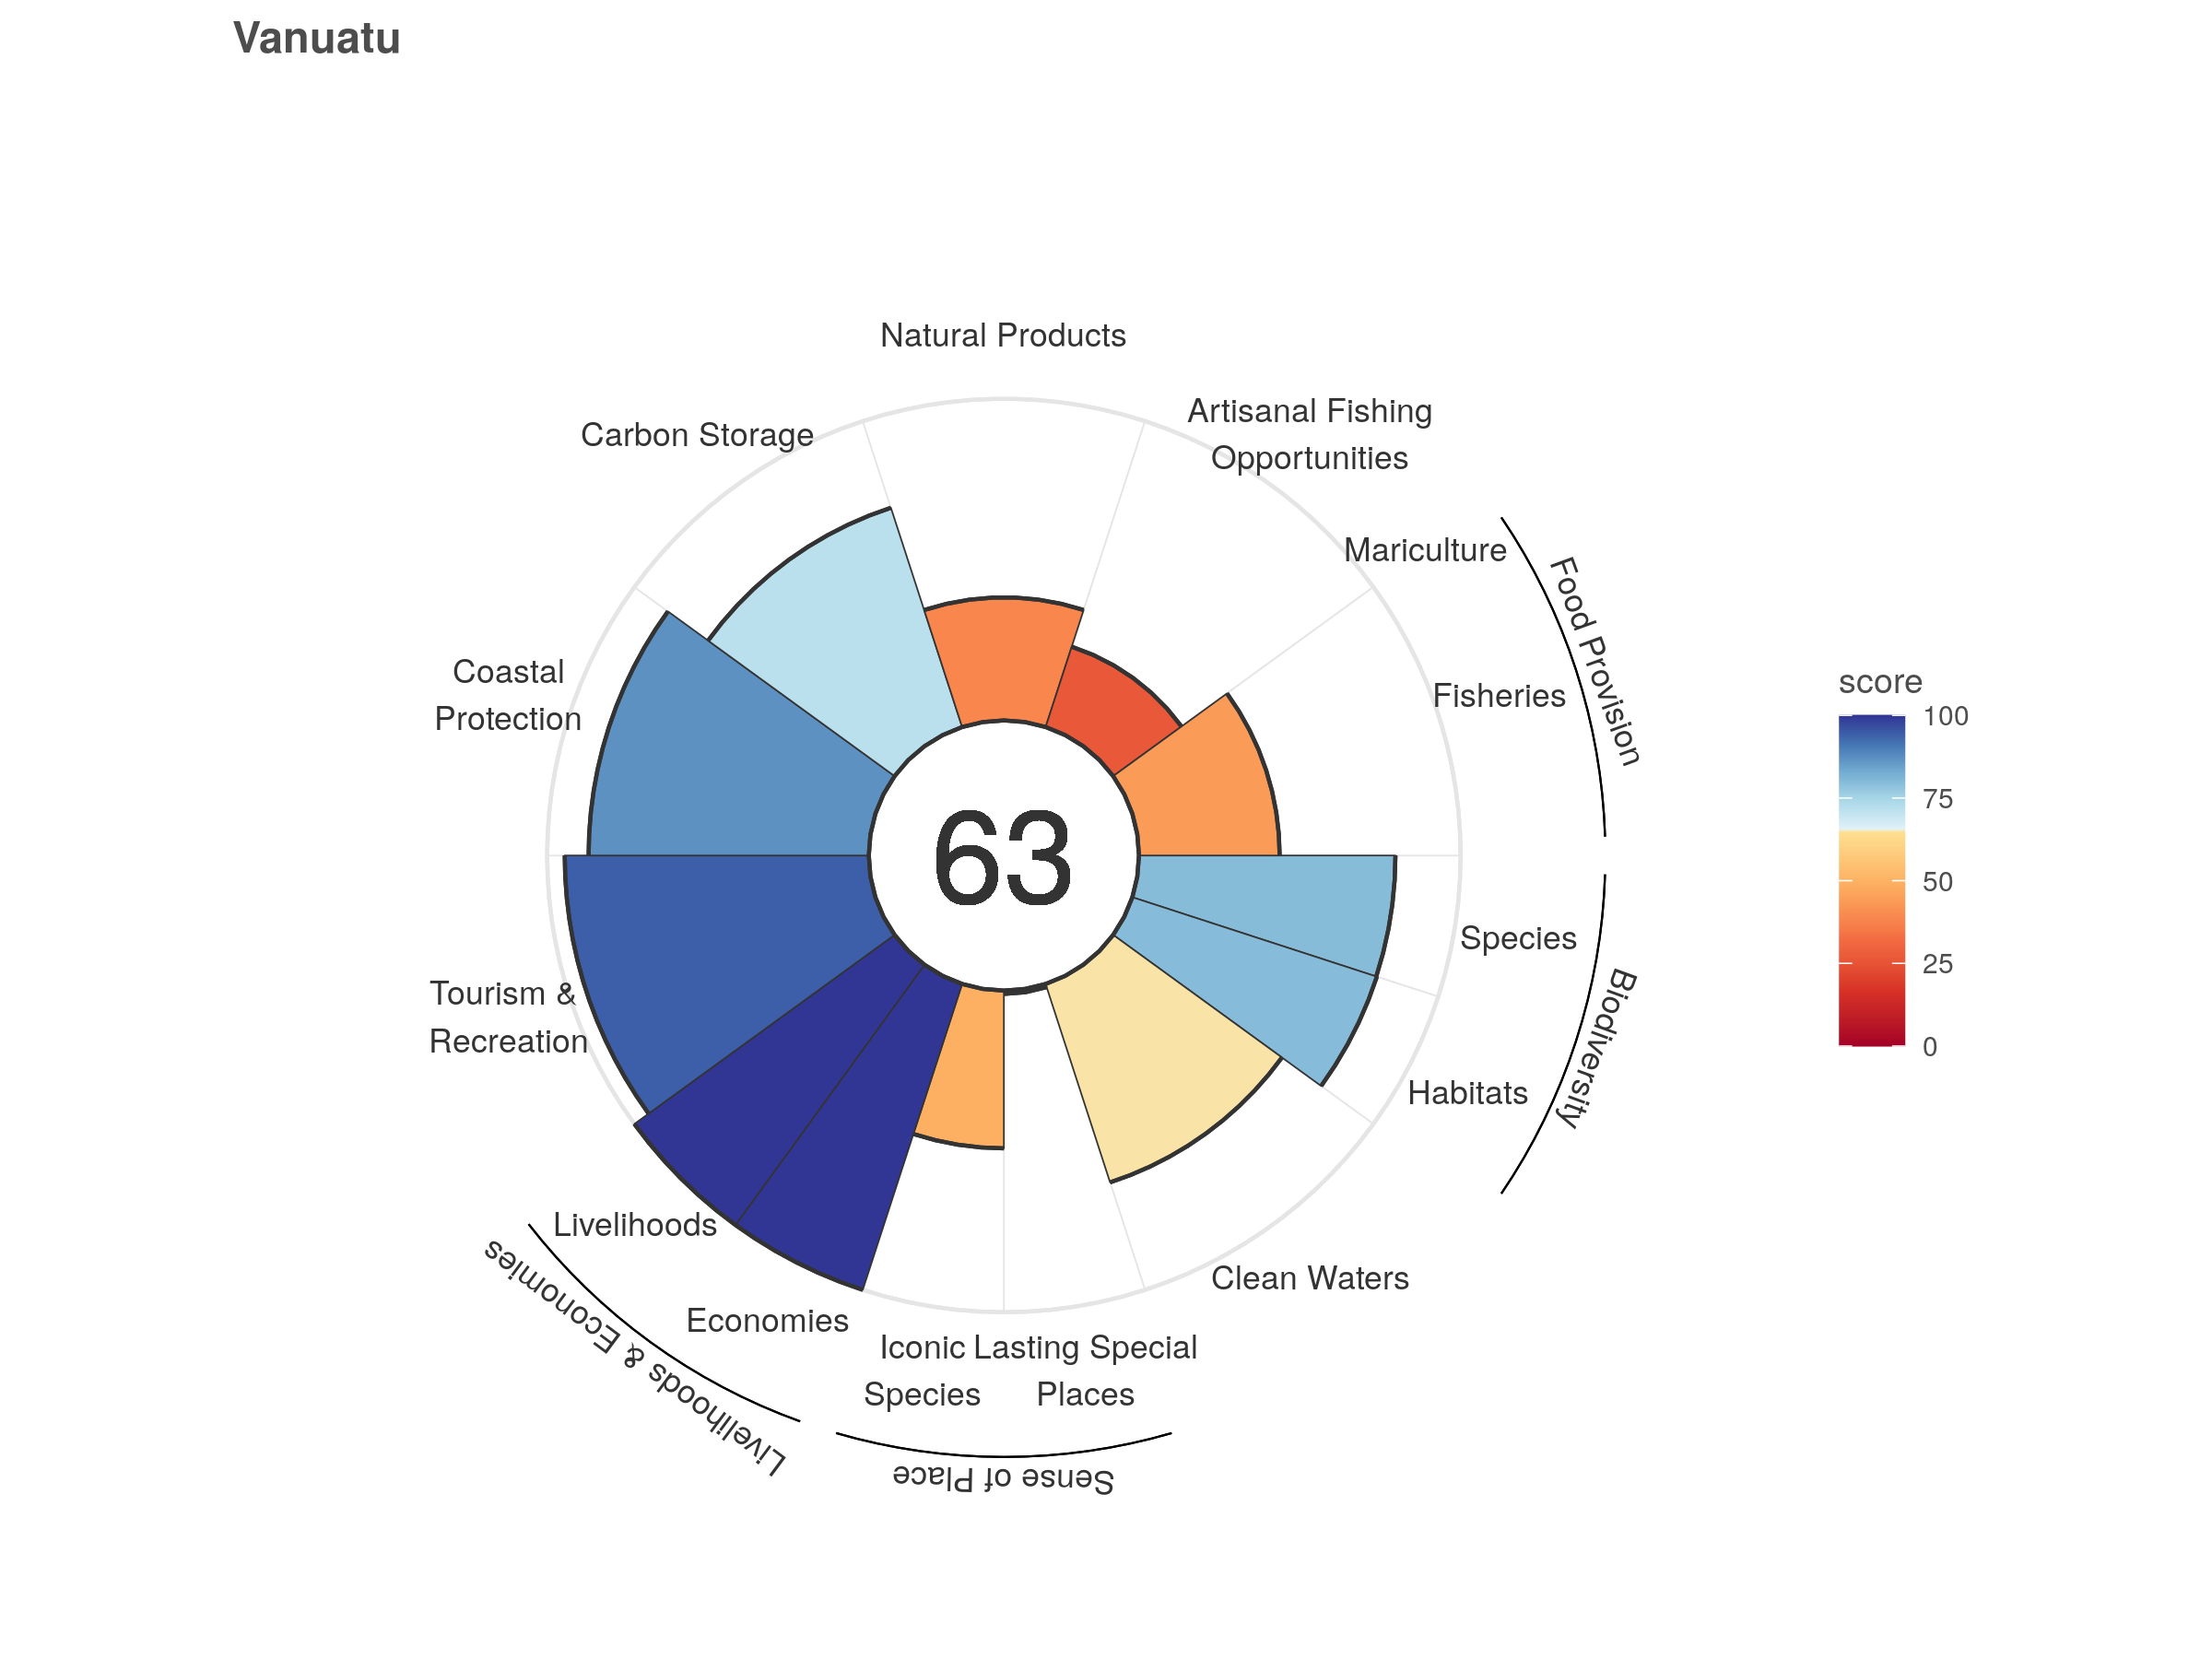 Vanuatu
Natural Products
Artisanal Fishing
Opportunities
Carbon Storage
Mariculture
Food Provision
Fisheries
Coastal
Protection
63
Species
Biodiversity
Habitats
Tourism &
Recreation
Livelihoods
Economies
Livelihoods & Economies
Clean Waters
Iconic
Species
Lasting Special
Places
Sense of Place
score
100
75
50
25
0